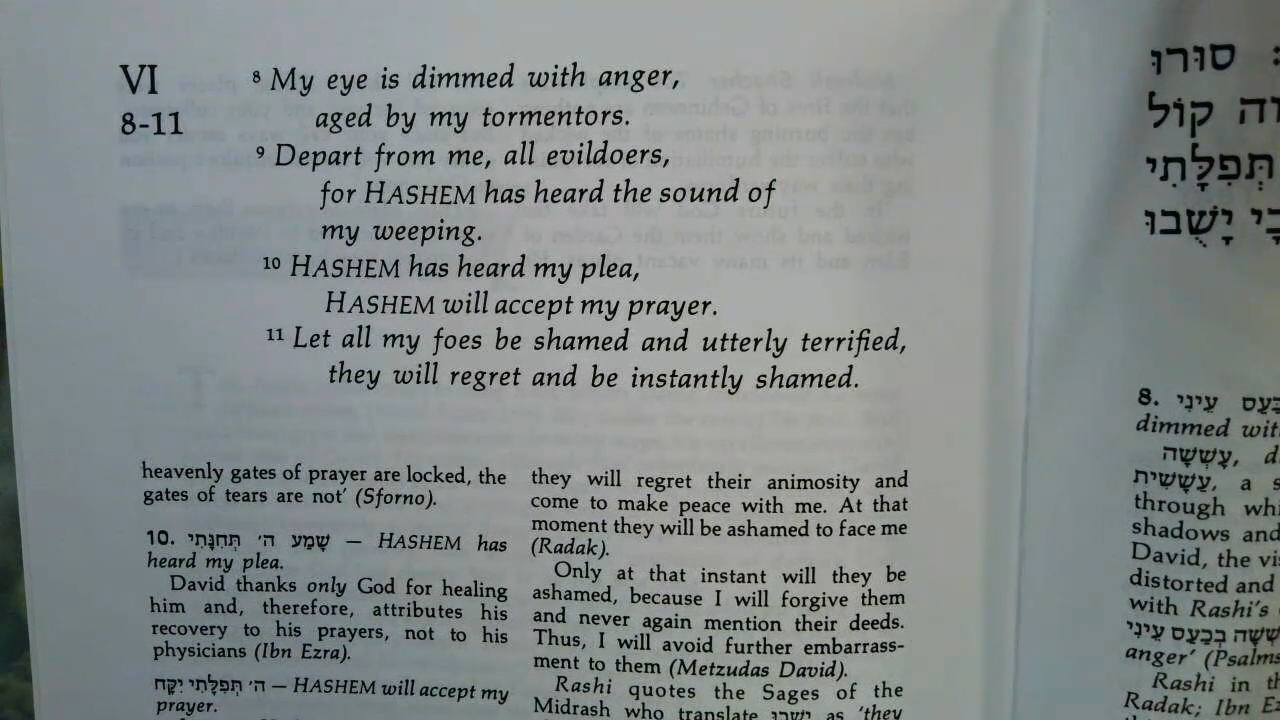 VI
8-11
⁸ My eye is dimmed with anger,
aged by my tormentors.
⁹ Depart from me, all evildoers,
for HASHEM has heard the sound of
my weeping.
¹⁰ HASHEM has heard my plea,
HASHEM will accept my prayer.
¹¹ Let all my foes be shamed and utterly terrified,
they will regret and be instantly shamed.
heavenly gates of prayer are locked, the
gates of tears are not' (Sforno).
10. שָׁמַע ה' תְּחִנָּתִי — HASHEM has
heard my plea.
David thanks only God for healing
him and, therefore, attributes his
recovery to his prayers, not to his
physicians (Ibn Ezra).
ה' תְּפִלָּתִי יִקָּח — HASHEM will accept my
prayer.
they will regret their animosity and
come to make peace with me. At that
moment they will be ashamed to face me
(Radak).
Only at that instant will they be
ashamed, because I will forgive them
and never again mention their deeds.
Thus, I will avoid further embarrass-
ment to them (Metzudas David).
Rashi quotes the Sages of the
Midrash who translate יָשֻׁבוּ as 'they
: סוּרוּ
קוֹל
תְּפִלָּתִי
יָשֻׁבוּ
8. עֵינִי
dimmed
עָשְׁשָׁה,
עֲשָׁשִׁית, a
through
shadows and
David, the
distorted and
with Rashi's
עָשְׁשָׁה בְכַעַס עֵינִי
anger' (Psalms
Rashi in
Radak; Ibn